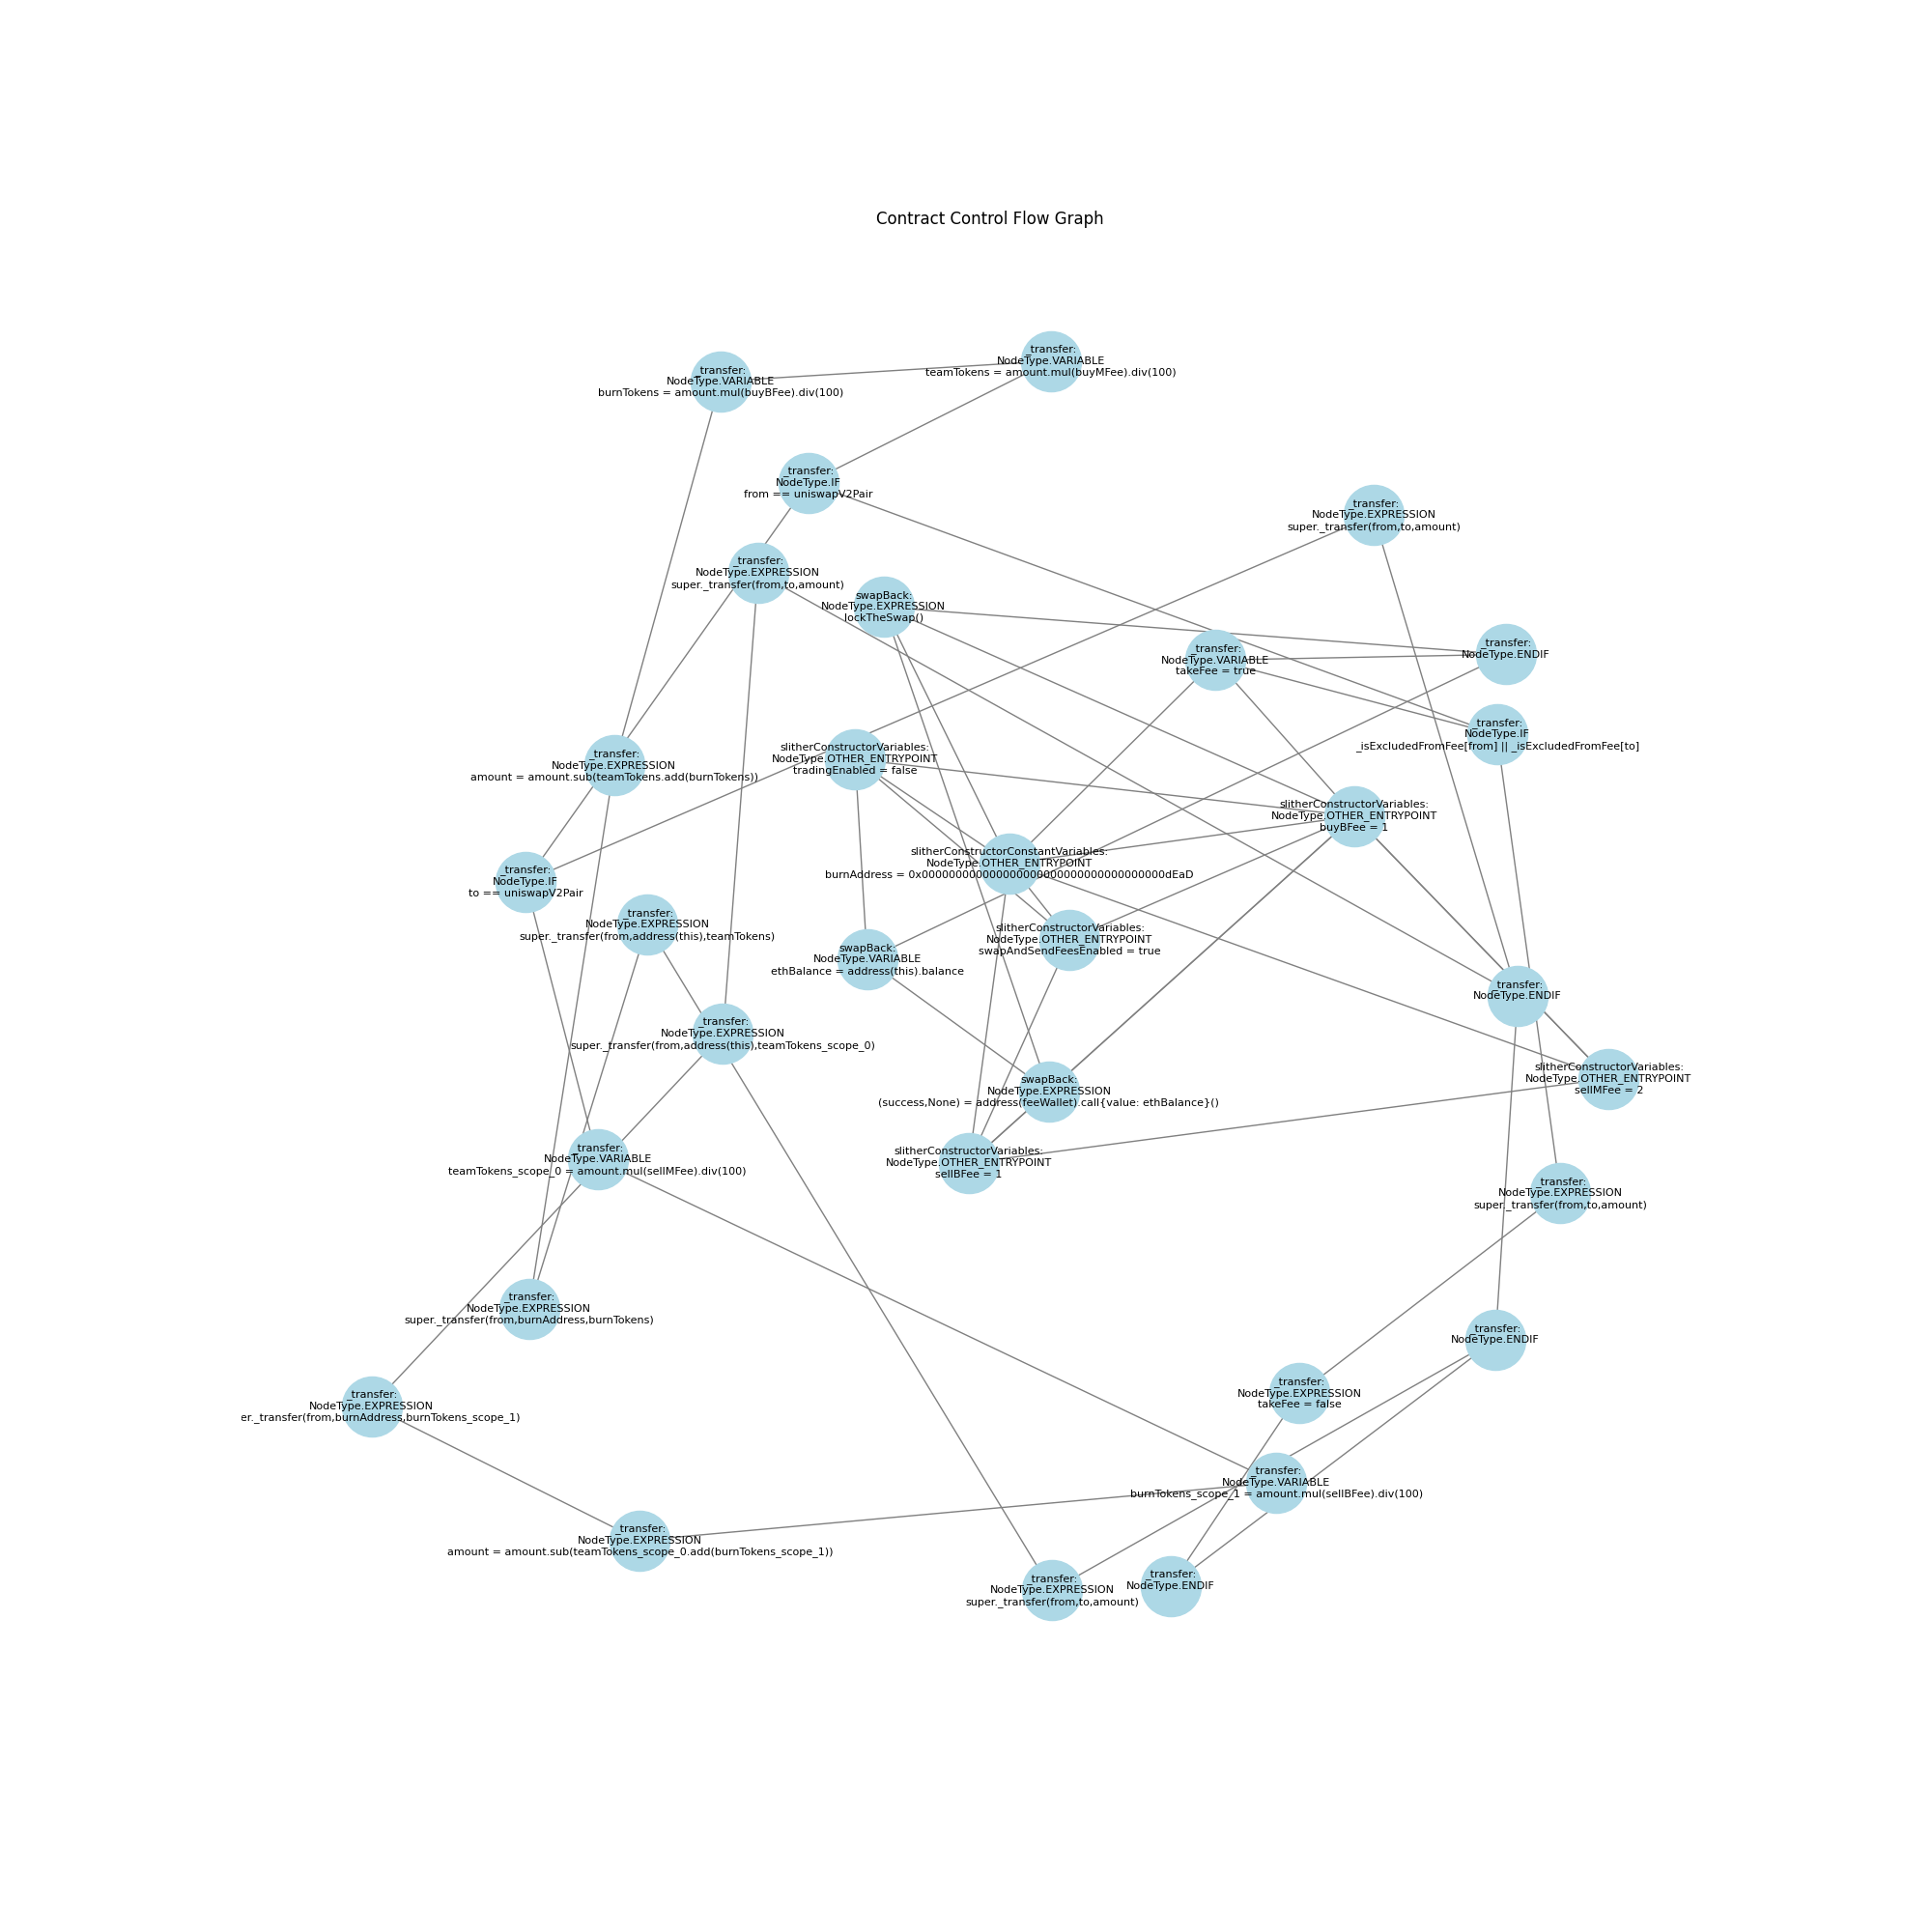 Contract Control Flow Graph
_transfer:
NodeType.VARIABLE
teamTokens = amount.mul(buyMFee).div(100)
_transfer:
NodeType.VARIABLE
burnTokens = amount.mul(buyBFee).div(100)
_transfer:
NodeType.IF
from == uniswapV2Pair
_transfer:
NodeType.EXPRESSION
super._transfer(from,to,amount)
_transfer:
NodeType.EXPRESSION
super._transfer(from,to,amount)
swapBack:
NodeType.EXPRESSION
lockTheSwap()
_transfer:
NodeType.ENDIF
_transfer:
NodeType.VARIABLE
takeFee = true
_transfer:
NodeType.IF
_isExcludedFromFee[from] || _isExcludedFromFee[to]
slitherConstructorVariables:
NodeType.OTHER_ENTRYPOINT
tradingEnabled = false
_transfer:
NodeType.EXPRESSION
amount = amount.sub(teamTokens.add(burnTokens))
slitherConstructorVariables:
NodeType.OTHER_ENTRYPOINT
buyBFee = 1
slitherConstructorConstantVariables:
NodeType.OTHER_ENTRYPOINT
_transfer:
NodeType.IF
to == uniswapV2Pair
_transfer:
NodeType.EXPRESSION
super._transfer(from,address(this),teamTokens)
slitherConstructorVariables:
NodeType.OTHER_ENTRYPOINT
swapAndSendFeesEnabled = true
swapBack:
NodeType.VARIABLE
ethBalance = address(this).balance
_transfer:
NodeType.ENDIF
_transfer:
NodeType.EXPRESSION
super._transfer(from,address(this),teamTokens_scope_0)
slitherConstructorVariables:
NodeType.OTHER_ENTRYPOINT
sellMFee = 2
swapBack:
NodeType.EXPRESSION
(success,None) = address(feeWallet).call{value: ethBalance}()
_transfer:
NodeType.VARIABLE
teamTokens_scope_0 = amount.mul(sellMFee).div(100)
slitherConstructorVariables:
NodeType.OTHER_ENTRYPOINT
sellBFee = 1
_transfer:
NodeType.EXPRESSION
super._transfer(from,to,amount)
_transfer:
NodeType.EXPRESSION
super._transfer(from,burnAddress,burnTokens)
_transfer:
NodeType.ENDIF
_transfer:
NodeType.EXPRESSION
takeFee = false
_transfer:
NodeType.EXPRESSION
er._transfer(from,burnAddress,burnTokens_scope_1)
_transfer:
NodeType.VARIABLE
burnTokens_scope_1 = amount.mul(sellBFee).div(100)
_transfer:
NodeType.EXPRESSION
amount = amount.sub(teamTokens_scope_0.add(burnTokens_scope_1))
_transfer:
NodeType.ENDIF
_transfer:
NodeType.EXPRESSION
super._transfer(from,to,amount)